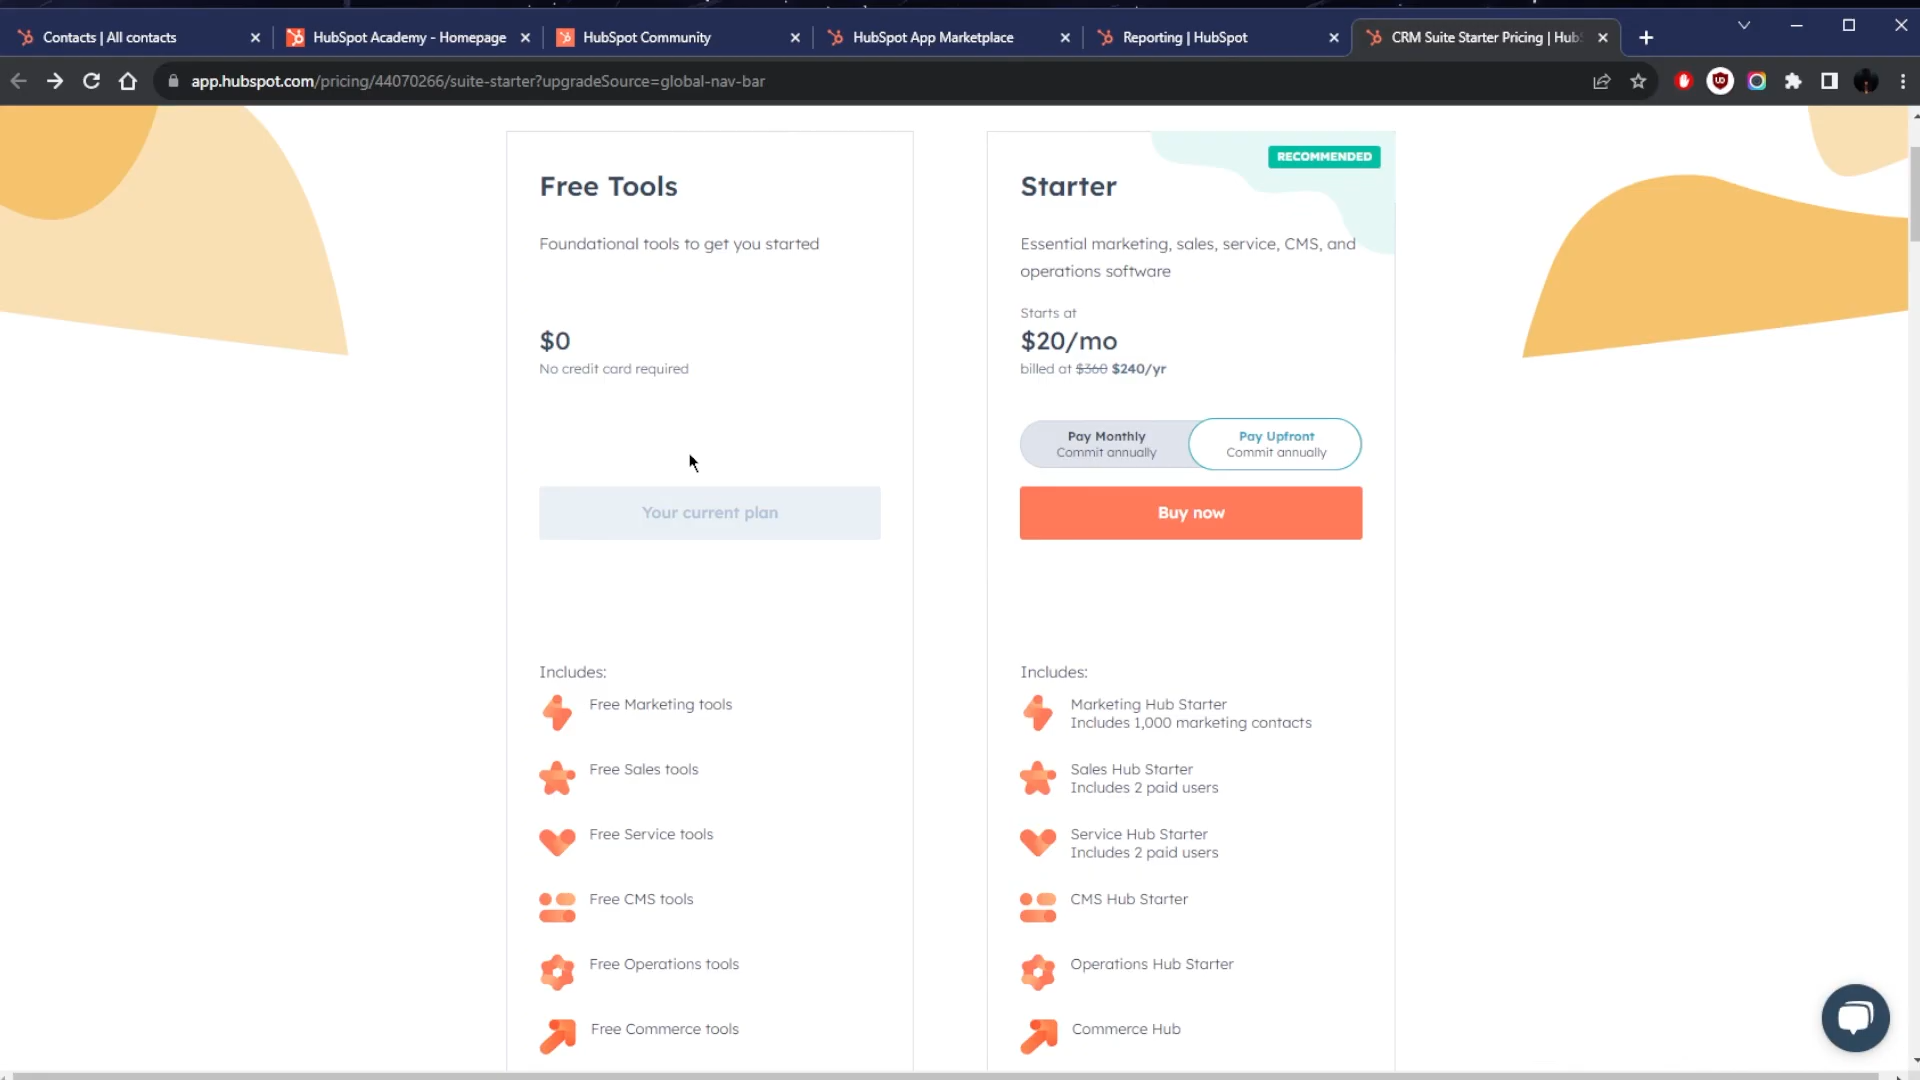 Contacts | All contacts
HubSpot Academy - Homepage
HubSpot Community
HubSpot App Marketplace
Reporting | HubSpot
CRM Suite Starter Pricing | Hub
app.hubspot.com/pricing/44070266/suite-starter?upgradeSource=global-nav-bar
Free Tools
Foundational tools to get you started
$0
No credit card required
Your current plan
Includes:
Free Marketing tools
Free Sales tools
Free Service tools
Free CMS tools
Free Operations tools
Free Commerce tools
RECOMMENDED
Starter
Essential marketing, sales, service, CMS, and
operations software
Starts at
$20/mo
billed at $360 $240/yr
Pay Monthly
Commit annually
Pay Upfront
Commit annually
Buy now
Includes:
Marketing Hub Starter
Includes 1,000 marketing contacts
Sales Hub Starter
Includes 2 paid users
Service Hub Starter
Includes 2 paid users
CMS Hub Starter
Operations Hub Starter
Commerce Hub